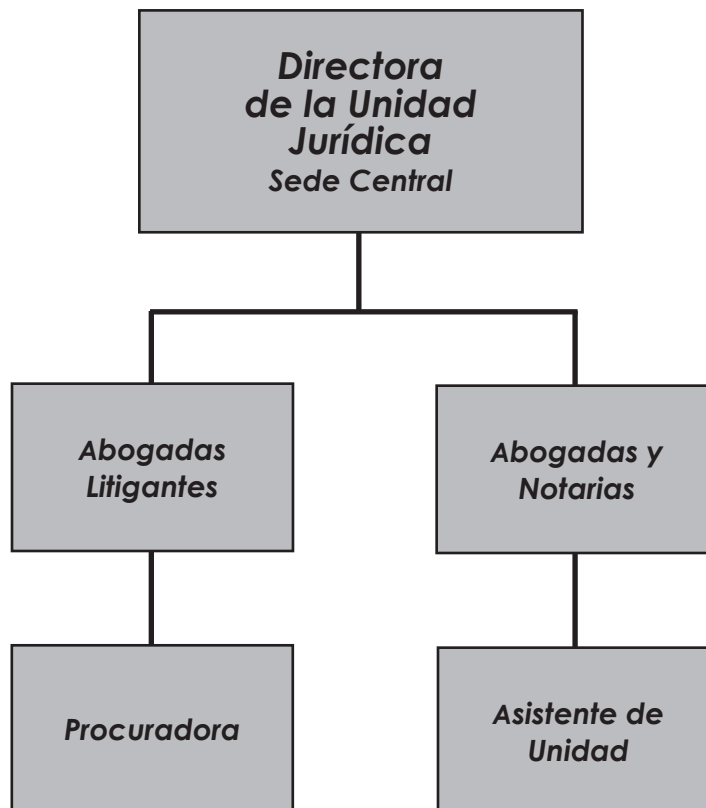 Directora
de la Unidad
Jurídica
Sede Central
Abogadas
Litigantes
Abogadas y
Notarias
Procuradora
Asistente de
Unidad